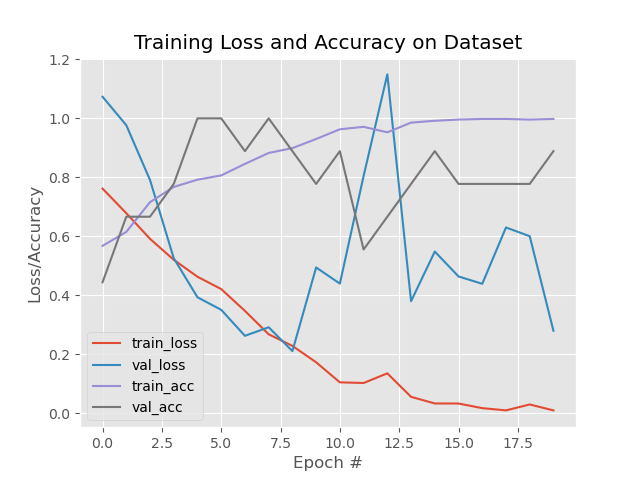 Training Loss and Accuracy on Dataset
1.2
1.0
0.8
0.6
0.4
0.2
0.0
Loss/Accuracy
train_loss
val_loss
train_acc
val_acc
0.0 2.5 5.0 7.5 10.0 12.5 15.0 17.5
Epoch #